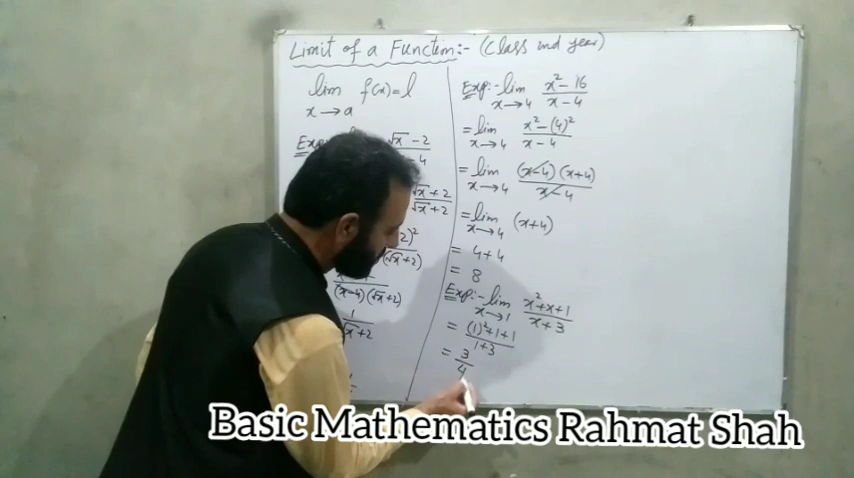 Limit of a Function:- (Class iind year)
lim f(x)=l
x→a
√x -2
-4
√x +2
√x +2
2)²
(√x+2)
(x-4)(√x+2)
1
√x+2
Exp:- lim x²-16
x→4 x-4
= lim x²-(4)²
x→4 x-4
= lim (x-4)(x+4)
x→4 x-4
= lim (x+4)
x→4
= 4+4
= 8
Exp:- lim x²+x+1
x→1 x+3
= (1)²+1+1
1+3
= 3
4
Basic Mathematics Rahmat Shah